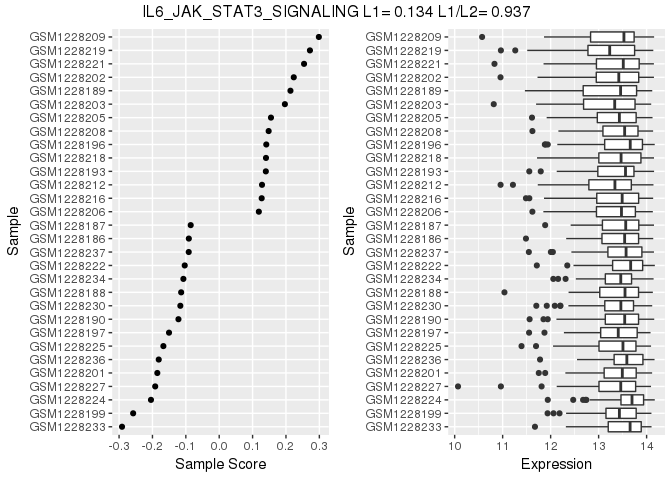 IL6_JAK_STAT3_SIGNALING L1= 0.134 L1/L2= 0.937
Sample
GSM1228209
GSM1228219
GSM1228221
GSM1228202
GSM1228189
GSM1228203
GSM1228205
GSM1228208
GSM1228196
GSM1228218
GSM1228193
GSM1228212
GSM1228216
GSM1228206
GSM1228187
GSM1228186
GSM1228237
GSM1228222
GSM1228234
GSM1228188
GSM1228230
GSM1228190
GSM1228197
GSM1228225
GSM1228236
GSM1228201
GSM1228227
GSM1228224
GSM1228199
GSM1228233
-0.3 -0.2 -0.1 0.0 0.1 0.2 0.3
Sample Score
Sample
GSM1228209
GSM1228219
GSM1228221
GSM1228202
GSM1228189
GSM1228203
GSM1228205
GSM1228208
GSM1228196
GSM1228218
GSM1228193
GSM1228212
GSM1228216
GSM1228206
GSM1228187
GSM1228186
GSM1228237
GSM1228222
GSM1228234
GSM1228188
GSM1228230
GSM1228190
GSM1228197
GSM1228225
GSM1228236
GSM1228201
GSM1228227
GSM1228224
GSM1228199
GSM1228233
10 11 12 13 14
Expression